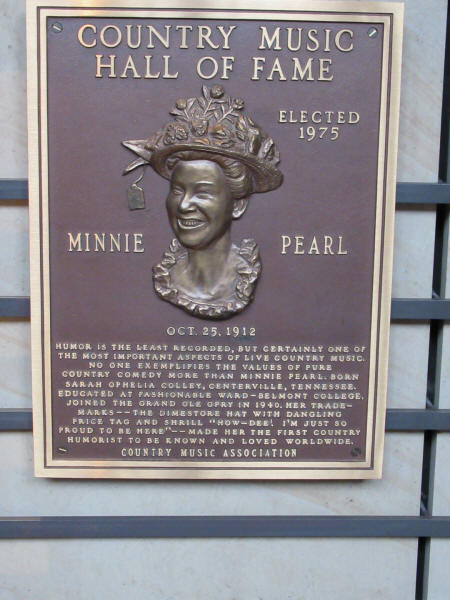 COUNTRY MUSIC
HALL OF FAME
ELECTED
1975
MINNIE PEARL
OCT. 25, 1912
HUMOR IS THE LEAST RECORDED, BUT CERTAINLY ONE OF
THE MOST IMPORTANT ASPECTS OF LIVE COUNTRY MUSIC.
NO ONE EXEMPLIFIES THE VALUES OF PURE
COUNTRY COMEDY MORE THAN MINNIE PEARL. BORN
SARAH OPHELIA COLLEY, CENTERVILLE, TENNESSEE.
EDUCATED AT FASHIONABLE WARD-BELMONT COLLEGE.
JOINED THE GRAND OLE OPRY IN 1940. HER TRADE-
MARKS--THE DIMESTORE HAT WITH DANGLING
PRICE TAG AND SHRILL "HOW-DEE! I'M JUST SO
PROUD TO BE HERE"--MADE HER THE FIRST COUNTRY
HUMORIST TO BE KNOWN AND LOVED WORLDWIDE.
COUNTRY MUSIC ASSOCIATION